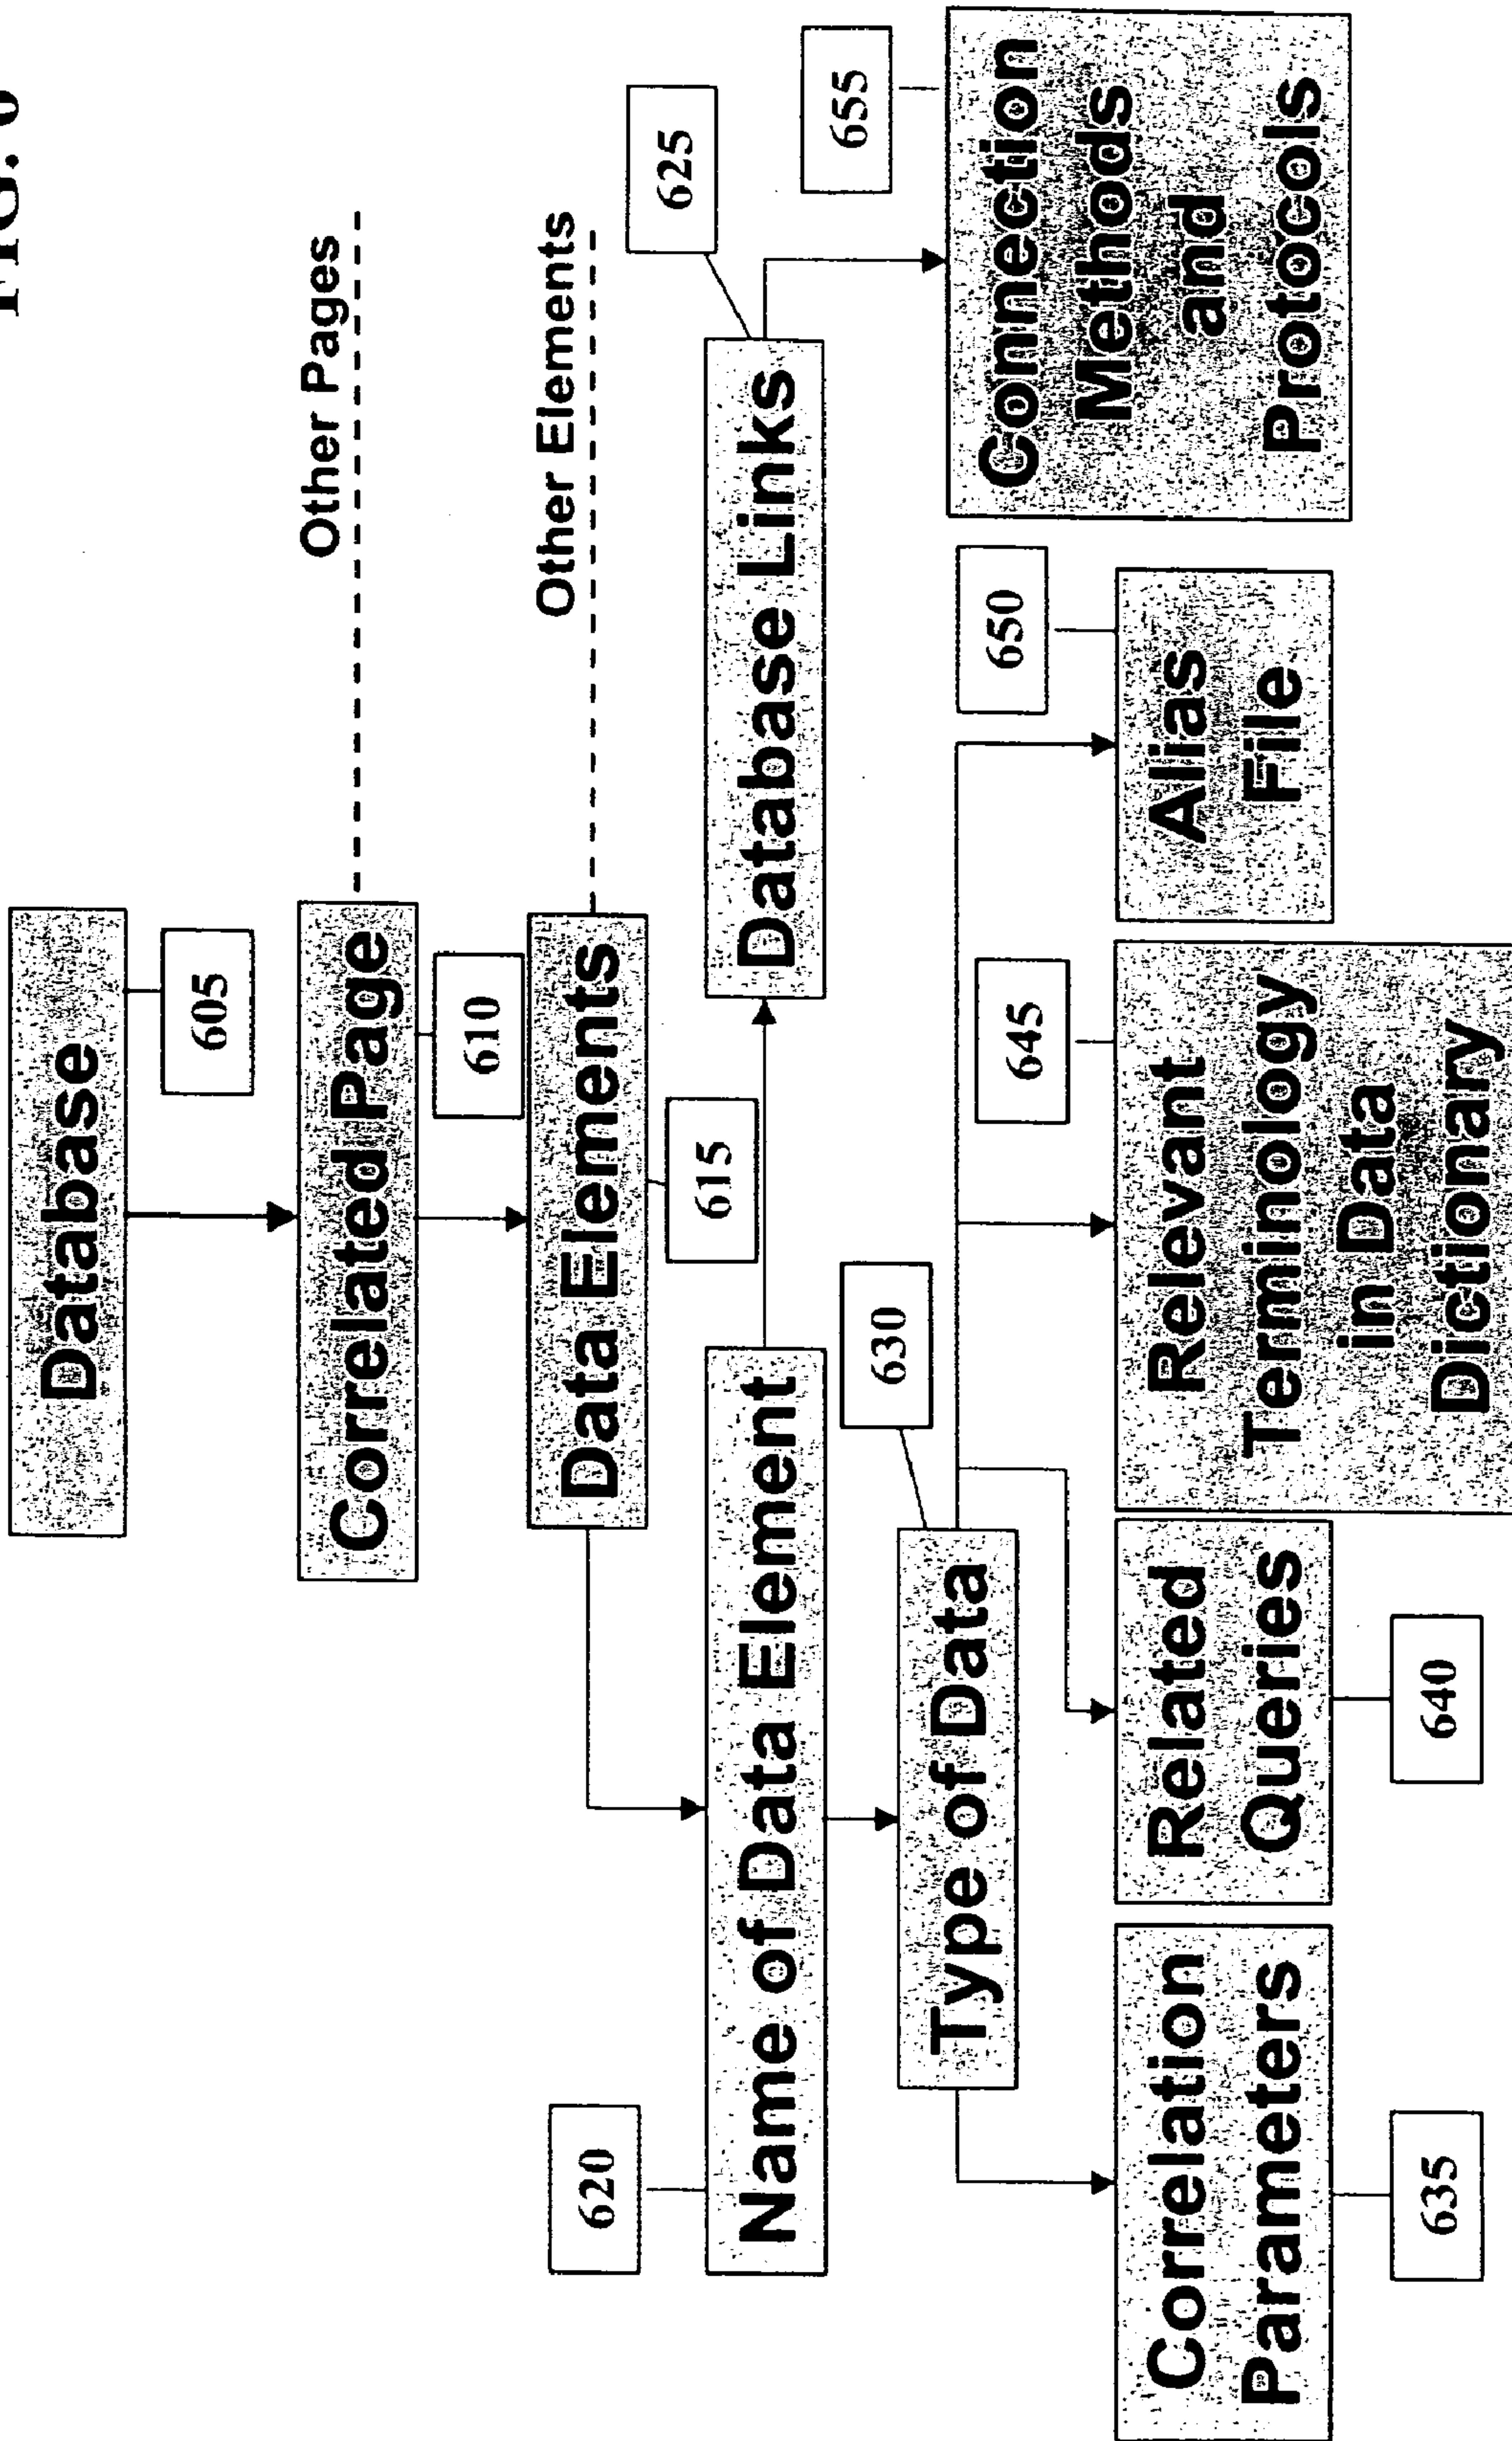 FIG. 6
Database
605
Other Pages
Correlated Page
610
Other Elements
Data Elements
615
620
625
Name of Data Element
Database Links
630
655
Type of Data
Connection
Methods
and
Protocols
645
650
Correlation
Parameters
635
Related
Queries
640
Relevant
Terminology
in Data
Dictionary
Alias
File